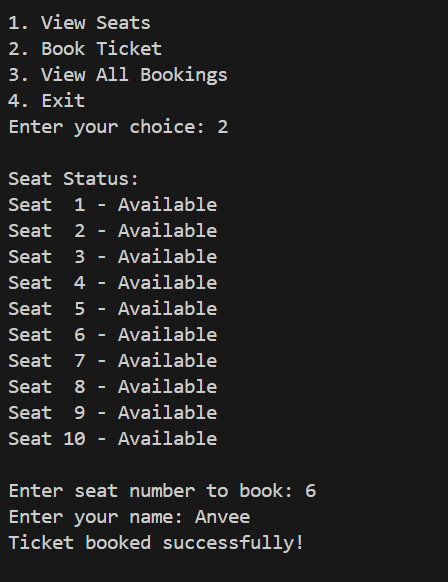 1. View Seats
2. Book Ticket
3. View All Bookings
4. Exit
Enter your choice: 2
Seat Status:
Seat  1 - Available
Seat  2 - Available
Seat  3 - Available
Seat  4 - Available
Seat  5 - Available
Seat  6 - Available
Seat  7 - Available
Seat  8 - Available
Seat  9 - Available
Seat 10 - Available
Enter seat number to book: 6
Enter your name: Anvee
Ticket booked successfully!